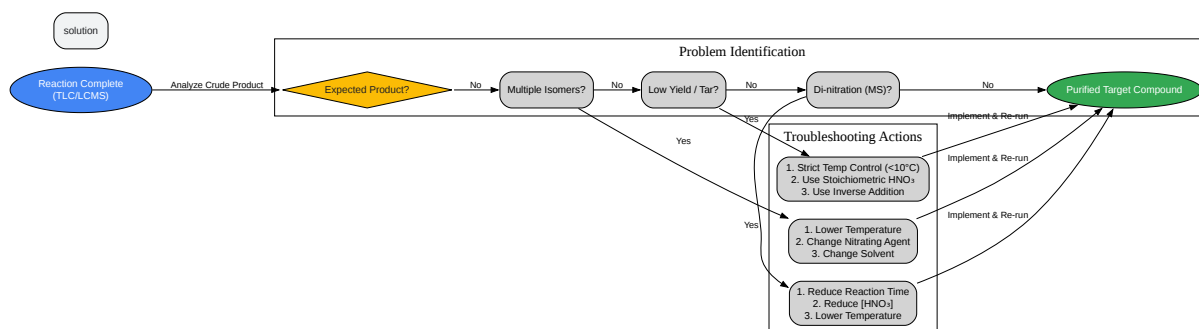 solution
Problem Identification
Reaction Complete
(TLC/LCMS)
Analyze Crude Product
Expected Product?
No
Multiple Isomers?
No
Low Yield / Tar?
No
Di-nitration (MS)?
No
Purified Target Compound
Yes
Yes
Yes
Troubleshooting Actions
1. Strict Temp Control (<10°C)
2. Use Stoichiometric HNO₃
3. Use Inverse Addition
Implement & Re-run
1. Lower Temperature
2. Change Nitrating Agent
3. Change Solvent
Implement & Re-run
1. Reduce Reaction Time
2. Reduce [HNO₃]
3. Lower Temperature
Implement & Re-run